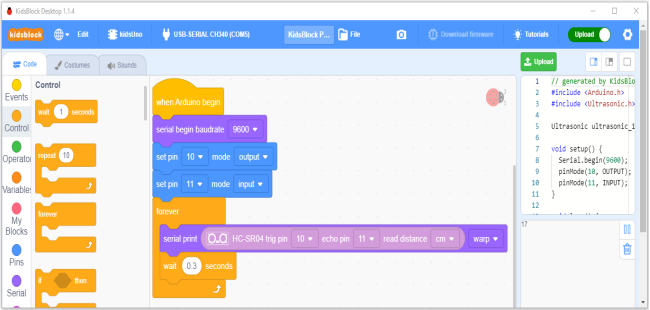 KidsBlock Desktop 1.1.4
kidsblock Edit kidsUno USB-SERIAL CH340 (COM5) KidsBlock P... File Download firmware Tutorials Upload
Code Costumes Sounds Upload
Events
Control
Operator
Variables
My
Blocks
Pins
Serial
Control
wait 1 seconds
repeat 10
forever
if then
when Arduino begin
serial begin baudrate 9600
set pin 10 mode output
set pin 11 mode input
forever
serial print HC-SR04 trig pin 10 echo pin 11 read distance cm warp
wait 0.3 seconds
1 // generated by KidsBlo
2 #include <Arduino.h>
3 #include <Ultrasonic.h
4
5 Ultrasonic ultrasonic_1
6
7 void setup() {
8 Serial.begin(9600);
9 pinMode(10, OUTPUT);
10 pinMode(11, INPUT);
11 }
12
17